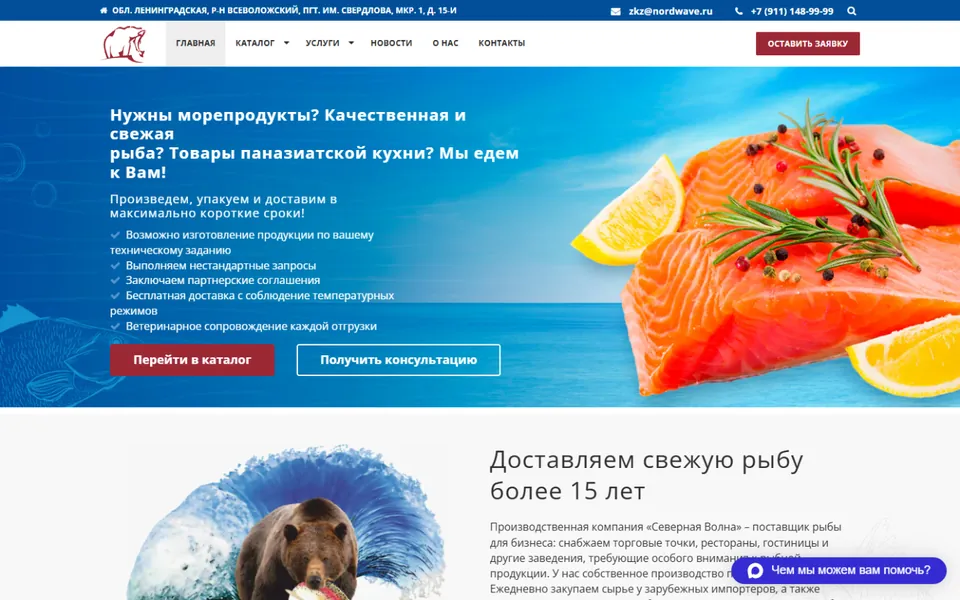 ОБЛ. ЛЕНИНГРАДСКАЯ, Р-Н ВСЕВОЛОЖСКИЙ, ПГТ. ИМ. СВЕРДЛОВА, МКР. 1, Д. 15-И
zkz@nordwave.ru
+7 (911) 148-99-99
ГЛАВНАЯ
КАТАЛОГ
УСЛУГИ
НОВОСТИ
О НАС
КОНТАКТЫ
ОСТАВИТЬ ЗАЯВКУ
Нужны морепродукты? Качественная и
свежая
рыба? Товары паназиатской кухни? Мы едем
к Вам!
Произведем, упакуем и доставим в
максимально короткие сроки!
Возможно изготовление продукции по вашему
техническому заданию
Выполняем нестандартные запросы
Заключаем партнерские соглашения
Бесплатная доставка с соблюдение температурных
режимов
Ветеринарное сопровождение каждой отгрузки
Перейти в каталог
Получить консультацию
Доставляем свежую рыбу
более 15 лет
Производственная компания «Северная Волна» – поставщик рыбы
для бизнеса: снабжаем торговые точки, рестораны, гостиницы и
другие заведения, требующие особого внимания к рыбной
продукции. У нас собственное производство
Ежедневно закупаем сырье у зарубежных импортеров, а также
Чем мы можем вам помочь?